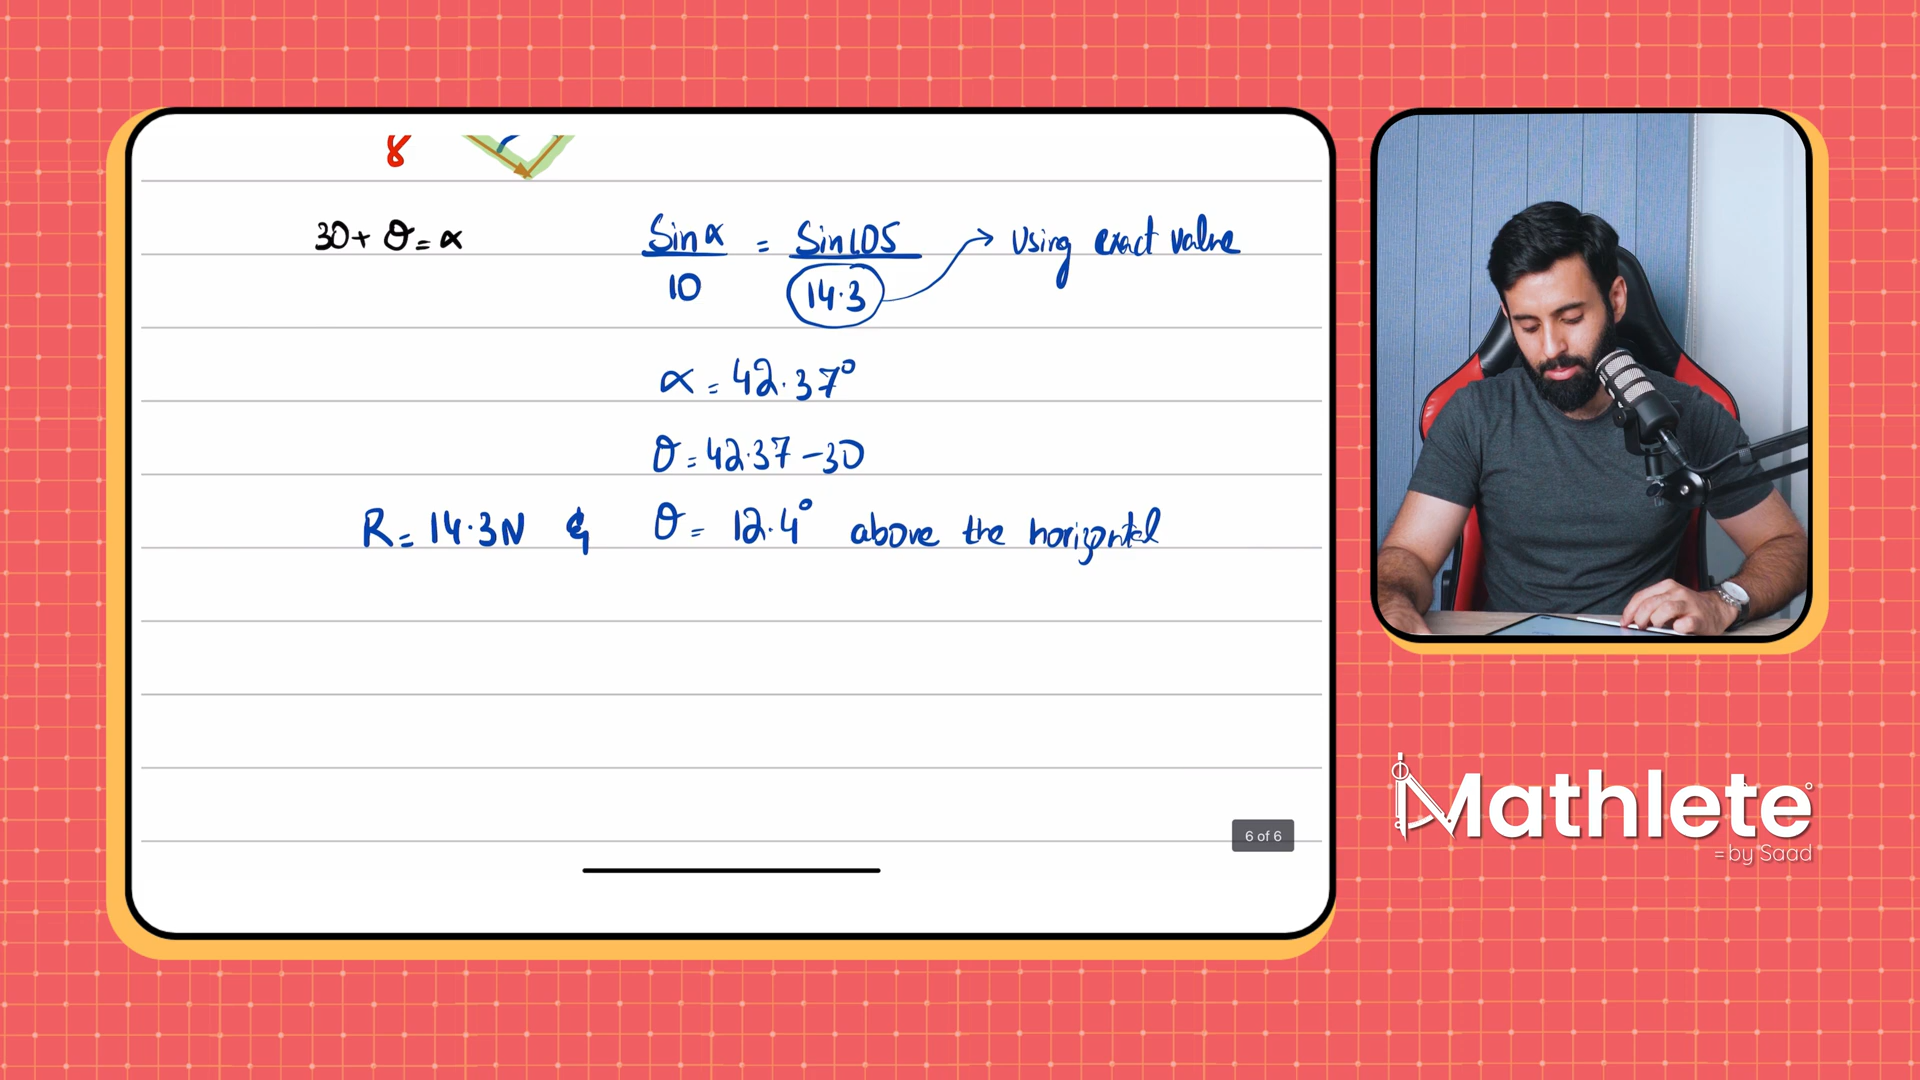 8
30 + θ = α
Sin α / 10 = Sin 105 / 14.3 → Using exact value
α = 42.37°
θ = 42.37 - 30
R = 14.3N & θ = 12.4° above the horizontal
6 of 6
Mathlete
= by Saad